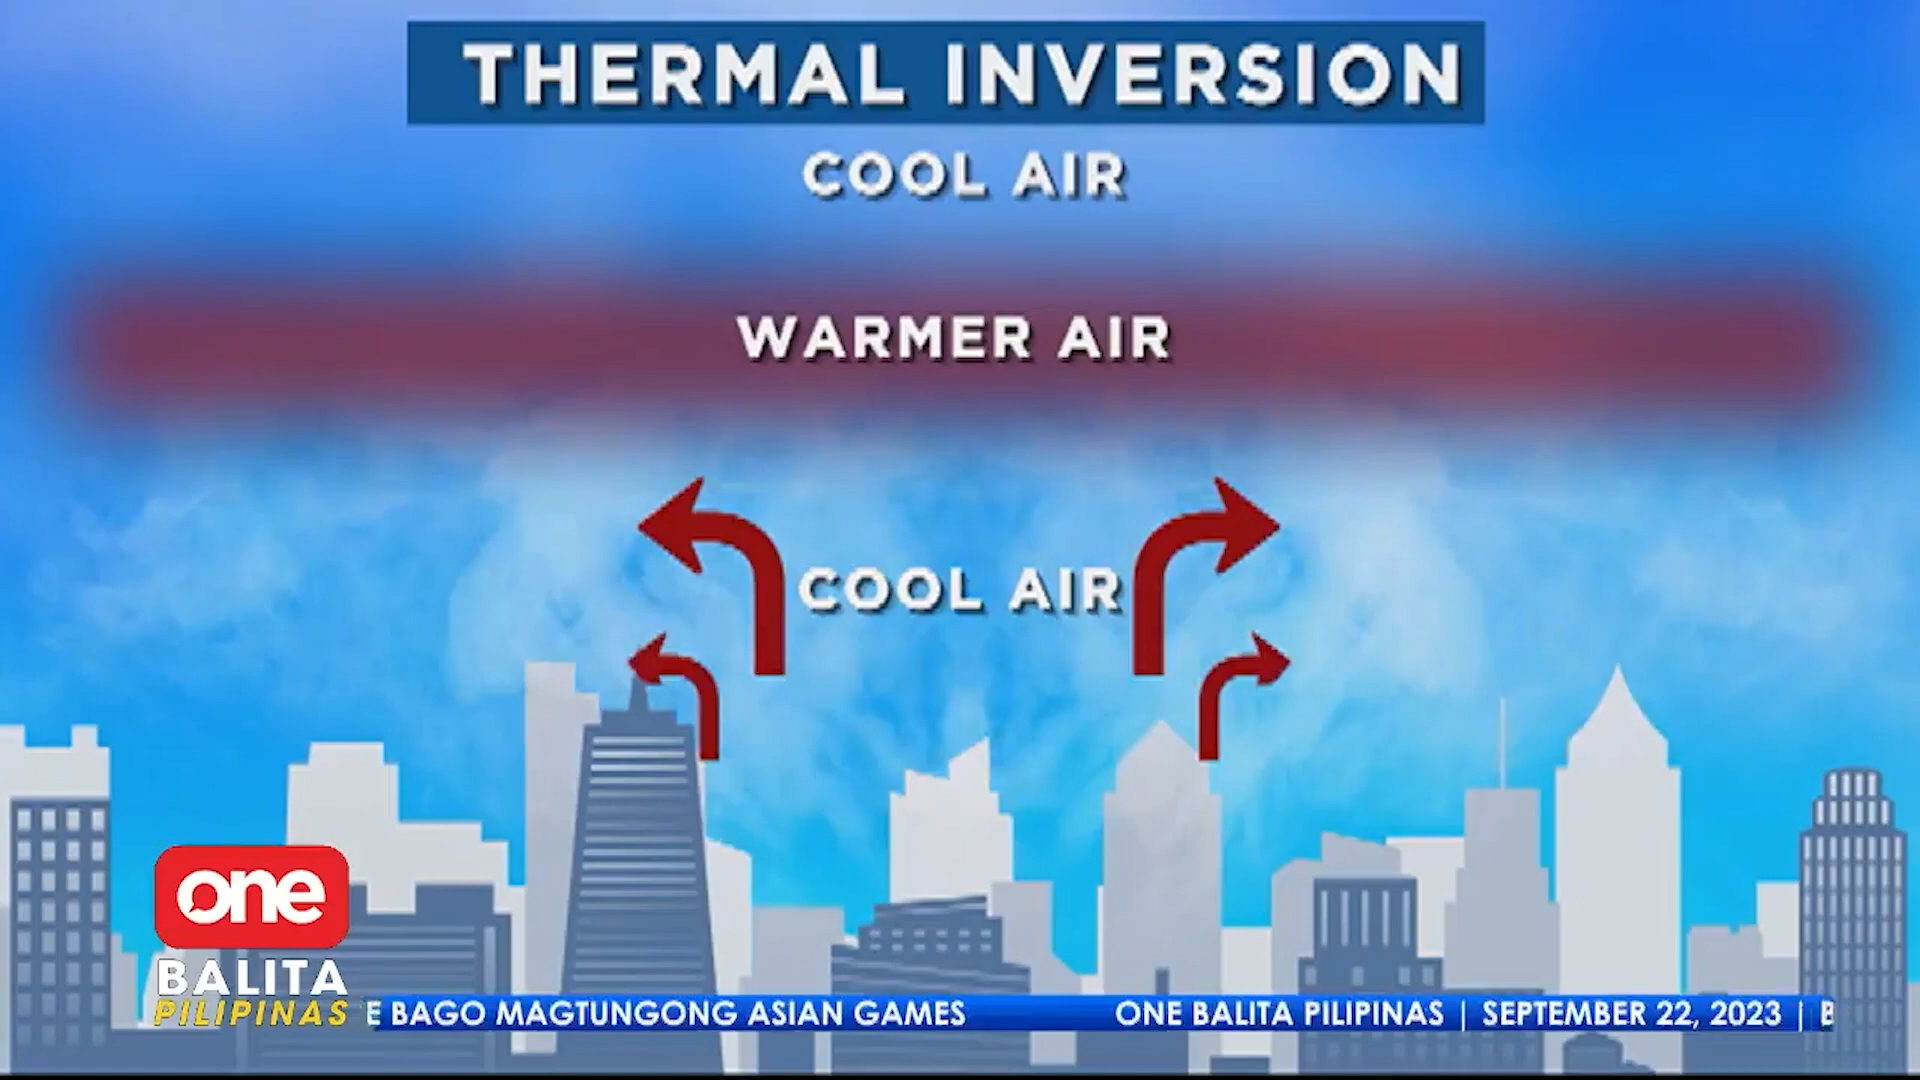 THERMAL INVERSION
COOL AIR
WARMER AIR
COOL AIR
one
BALITA
PILIPINAS
E BAGO MAGTUNGONG ASIAN GAMES ONE BALITA PILIPINAS | SEPTEMBER 22, 2023 | B